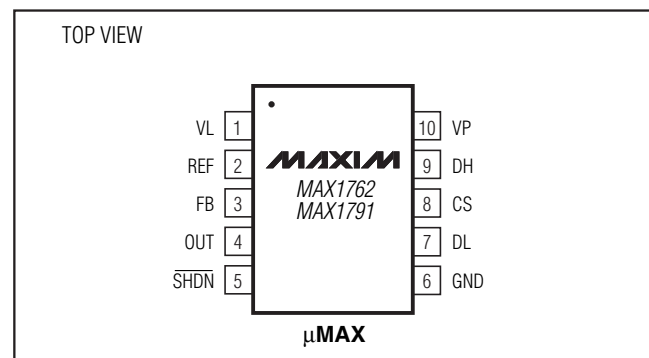 TOP VIEW
VL 1
10 VP
REF 2
MAXIM
9 DH
MAX1762
FB 3
8 CS
MAX1791
OUT 4
7 DL
SHDN 5
6 GND
μMAX